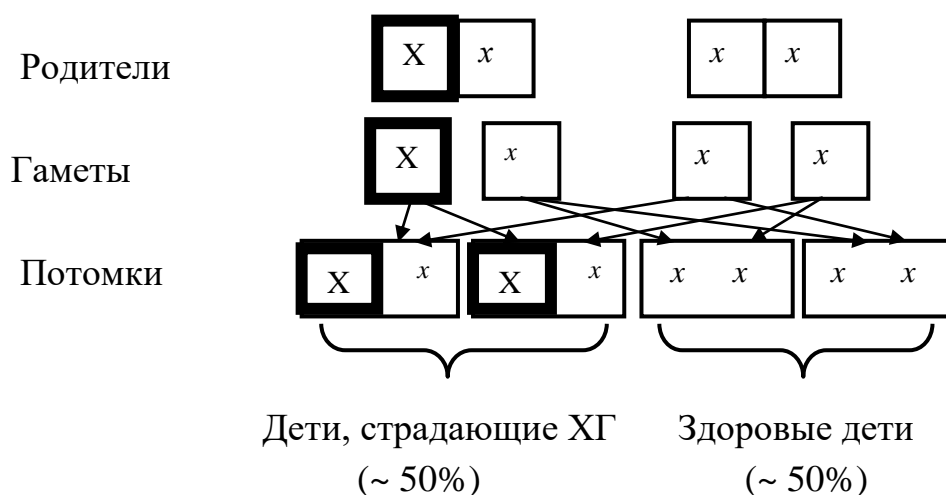 Родители X x x x
Гаметы X x x x
Потомки X x X x x x x x
Дети, страдающие ХГ Здоровые дети
(~ 50%) (~ 50%)